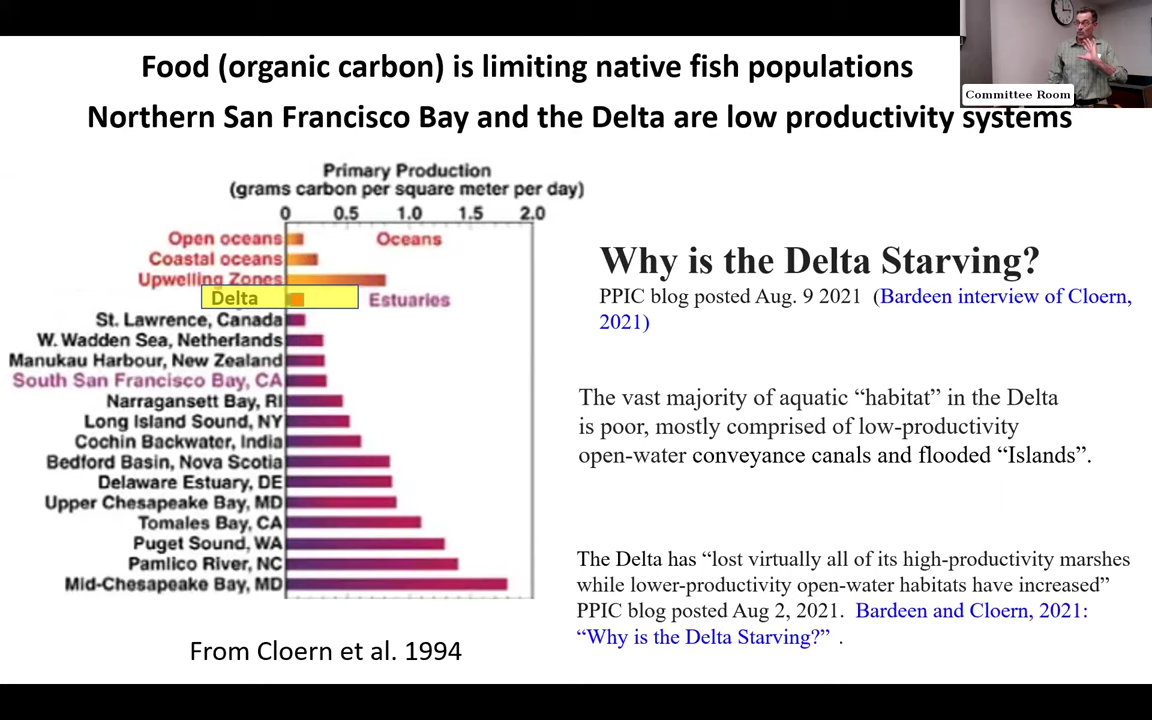 Food (organic carbon) is limiting native fish populations
Committee Room
Northern San Francisco Bay and the Delta are low productivity systems
Primary Production
(grams carbon per square meter per day)
0 0.5 1.0 1.5 2.0
Open oceans
Oceans
Coastal oceans
Upwelling Zones
Delta
Estuaries
St. Lawrence, Canada
W. Wadden Sea, Netherlands
Manukau Harbour, New Zealand
South San Francisco Bay, CA
Narragansett Bay, RI
Long Island Sound, NY
Cochin Backwater, India
Bedford Basin, Nova Scotia
Delaware Estuary, DE
Upper Chesapeake Bay, MD
Tomales Bay, CA
Puget Sound, WA
Pamlico River, NC
Mid-Chesapeake Bay, MD
From Cloern et al. 1994
Why is the Delta Starving?
PPIC blog posted Aug. 9 2021 (Bardeen interview of Cloern,
2021)
The vast majority of aquatic “habitat” in the Delta
is poor, mostly comprised of low-productivity
open-water conveyance canals and flooded “Islands”.
The Delta has “lost virtually all of its high-productivity marshes
while lower-productivity open-water habitats have increased”
PPIC blog posted Aug 2, 2021. Bardeen and Cloern, 2021:
“Why is the Delta Starving?” .